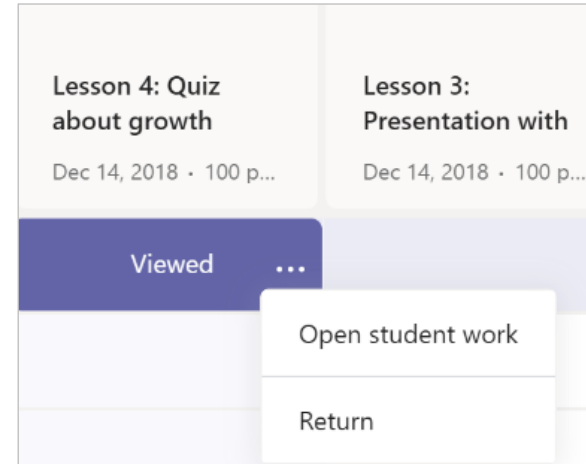 Lesson 4: Quiz
about growth
Dec 14, 2018 · 100 p...
Lesson 3:
Presentation with
Dec 14, 2018 · 100 p...
Viewed ...
Open student work
Return